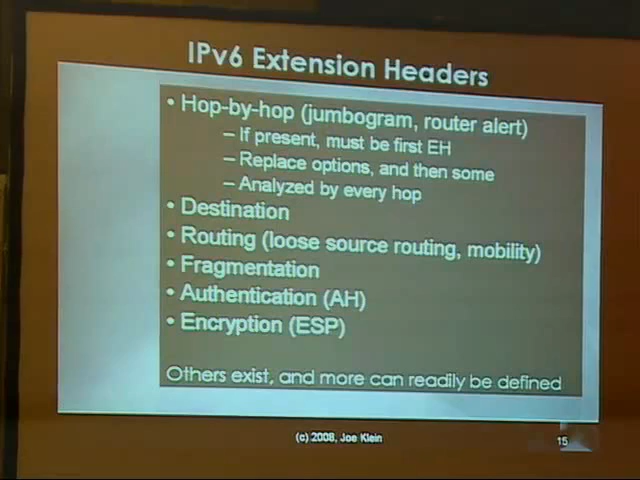 IPv6 Extension Headers
• Hop-by-hop (jumbogram, router alert)
– If present, must be first EH
– Replace options, and then some
– Analyzed by every hop
• Destination
• Routing (loose source routing, mobility)
• Fragmentation
• Authentication (AH)
• Encryption (ESP)
Others exist, and more can readily be defined
(c) 2008, Joe Klein
15